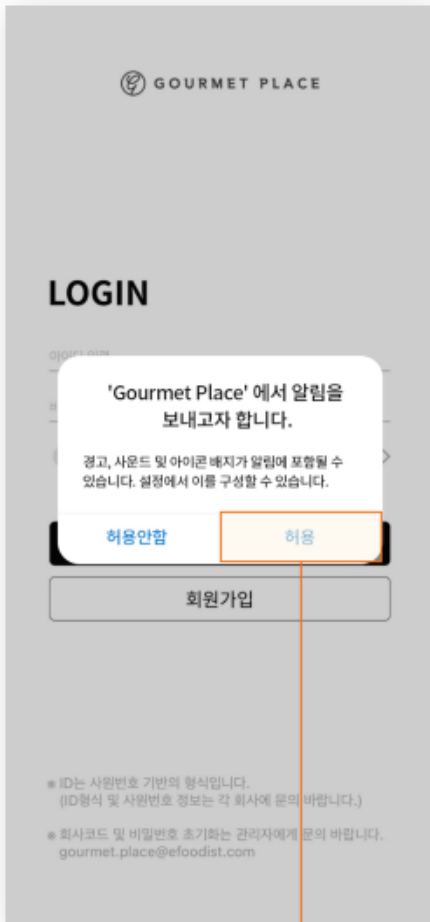 GOURMET PLACE
LOGIN
'Gourmet Place' 에서 알림을
보내고자 합니다.
경고, 사운드 및 아이콘 배지가 알림에 포함될 수
있습니다. 설정에서 이를 구성할 수 있습니다.
허용안함 허용
회원가입
※ ID는 사원번호 기반의 형식입니다.
(ID형식 및 사원번호 정보는 각 회사에 문의 바랍니다.)
※ 회사코드 및 비밀번호 초기화는 관리자에게 문의 바랍니다.
gourmet.place@efoodist.com